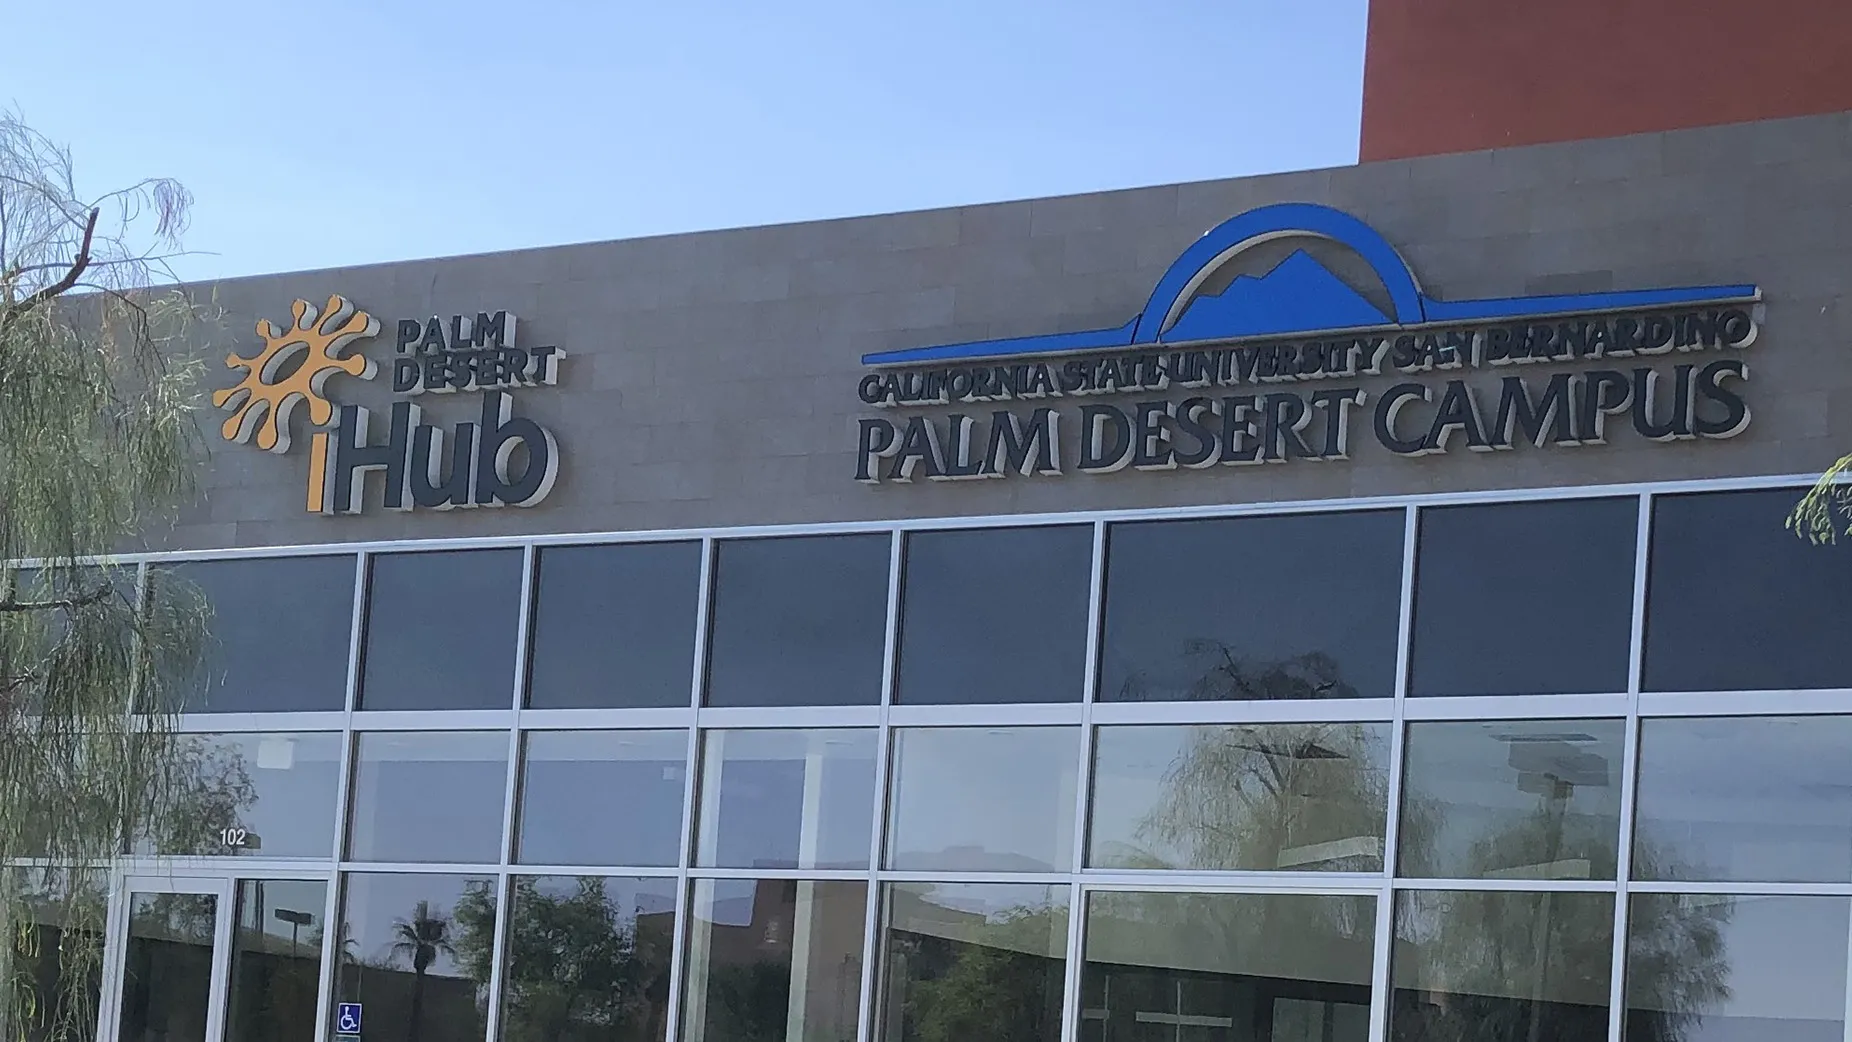 PALM
DESERT
iHub
CALIFORNIA STATE UNIVERSITY SAN BERNARDINO
PALM DESERT CAMPUS
102